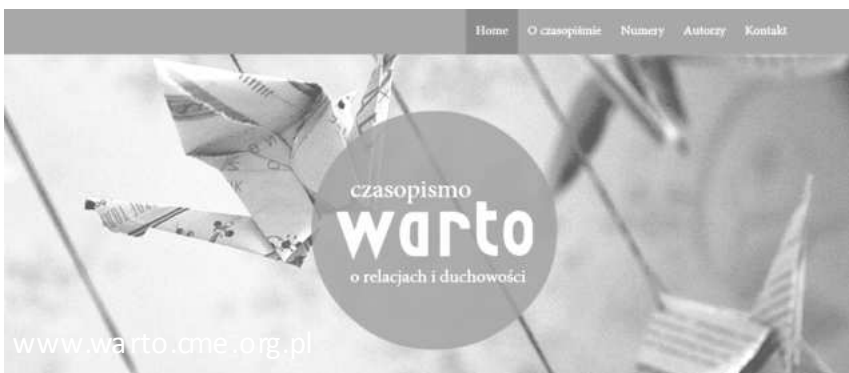 Home O czasopiśmie Numery Autorzy Kontakt
czasopismo
warto
o relacjach i duchowości
www.warto.cme.org.pl